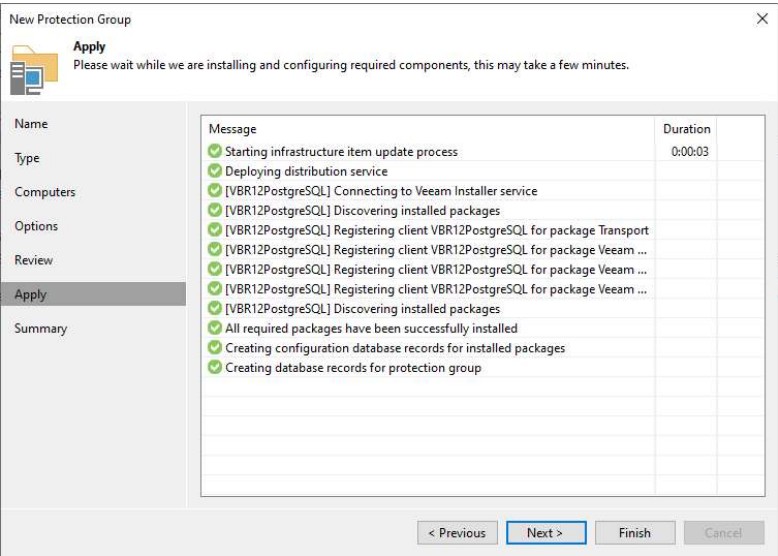 New Protection Group
Apply
Please wait while we are installing and configuring required components, this may take a few minutes.
Name
Type
Computers
Options
Review
Apply
Summary
Message Duration
Starting infrastructure item update process 0:00:03
Deploying distribution service
[VBR12PostgreSQL] Connecting to Veeam Installer service
[VBR12PostgreSQL] Discovering installed packages
[VBR12PostgreSQL] Registering client VBR12PostgreSQL for package Transport
[VBR12PostgreSQL] Registering client VBR12PostgreSQL for package Veeam ...
[VBR12PostgreSQL] Registering client VBR12PostgreSQL for package Veeam ...
[VBR12PostgreSQL] Registering client VBR12PostgreSQL for package Veeam ...
[VBR12PostgreSQL] Discovering installed packages
All required packages have been successfully installed
Creating configuration database records for installed packages
Creating database records for protection group
< Previous Next > Finish Cancel